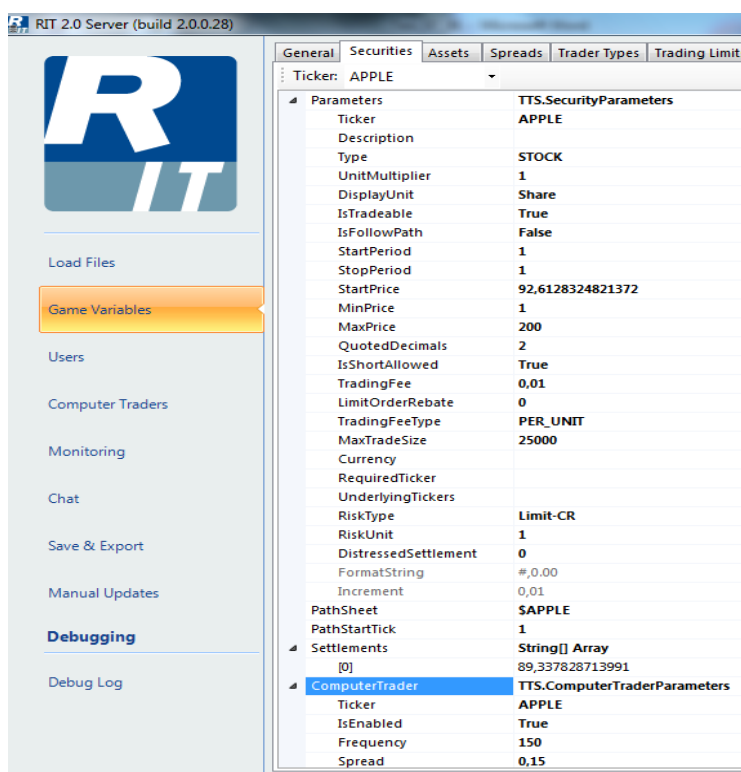 RIT 2.0 Server (build 2.0.0.28)
R
IT
Load Files
Game Variables
Users
Computer Traders
Monitoring
Chat
Save & Export
Manual Updates
Debugging
Debug Log
General Securities Assets Spreads Trader Types Trading Limit
Ticker: APPLE
Parameters TTS.SecurityParameters
Ticker APPLE
Description
Type STOCK
UnitMultiplier 1
DisplayUnit Share
IsTradeable True
IsFollowPath False
StartPeriod 1
StopPeriod 1
StartPrice 92,6128324821372
MinPrice 1
MaxPrice 200
QuotedDecimals 2
IsShortAllowed True
TradingFee 0,01
LimitOrderRebate 0
TradingFeeType PER_UNIT
MaxTradeSize 25000
Currency
RequiredTicker
UnderlyingTickers
RiskType Limit-CR
RiskUnit 1
DistressedSettlement 0
FormatString #,0.00
Increment 0,01
PathSheet $APPLE
PathStartTick 1
Settlements String[] Array
[0] 89,337828713991
ComputerTrader TTS.ComputerTraderParameters
Ticker APPLE
IsEnabled True
Frequency 150
Spread 0,15